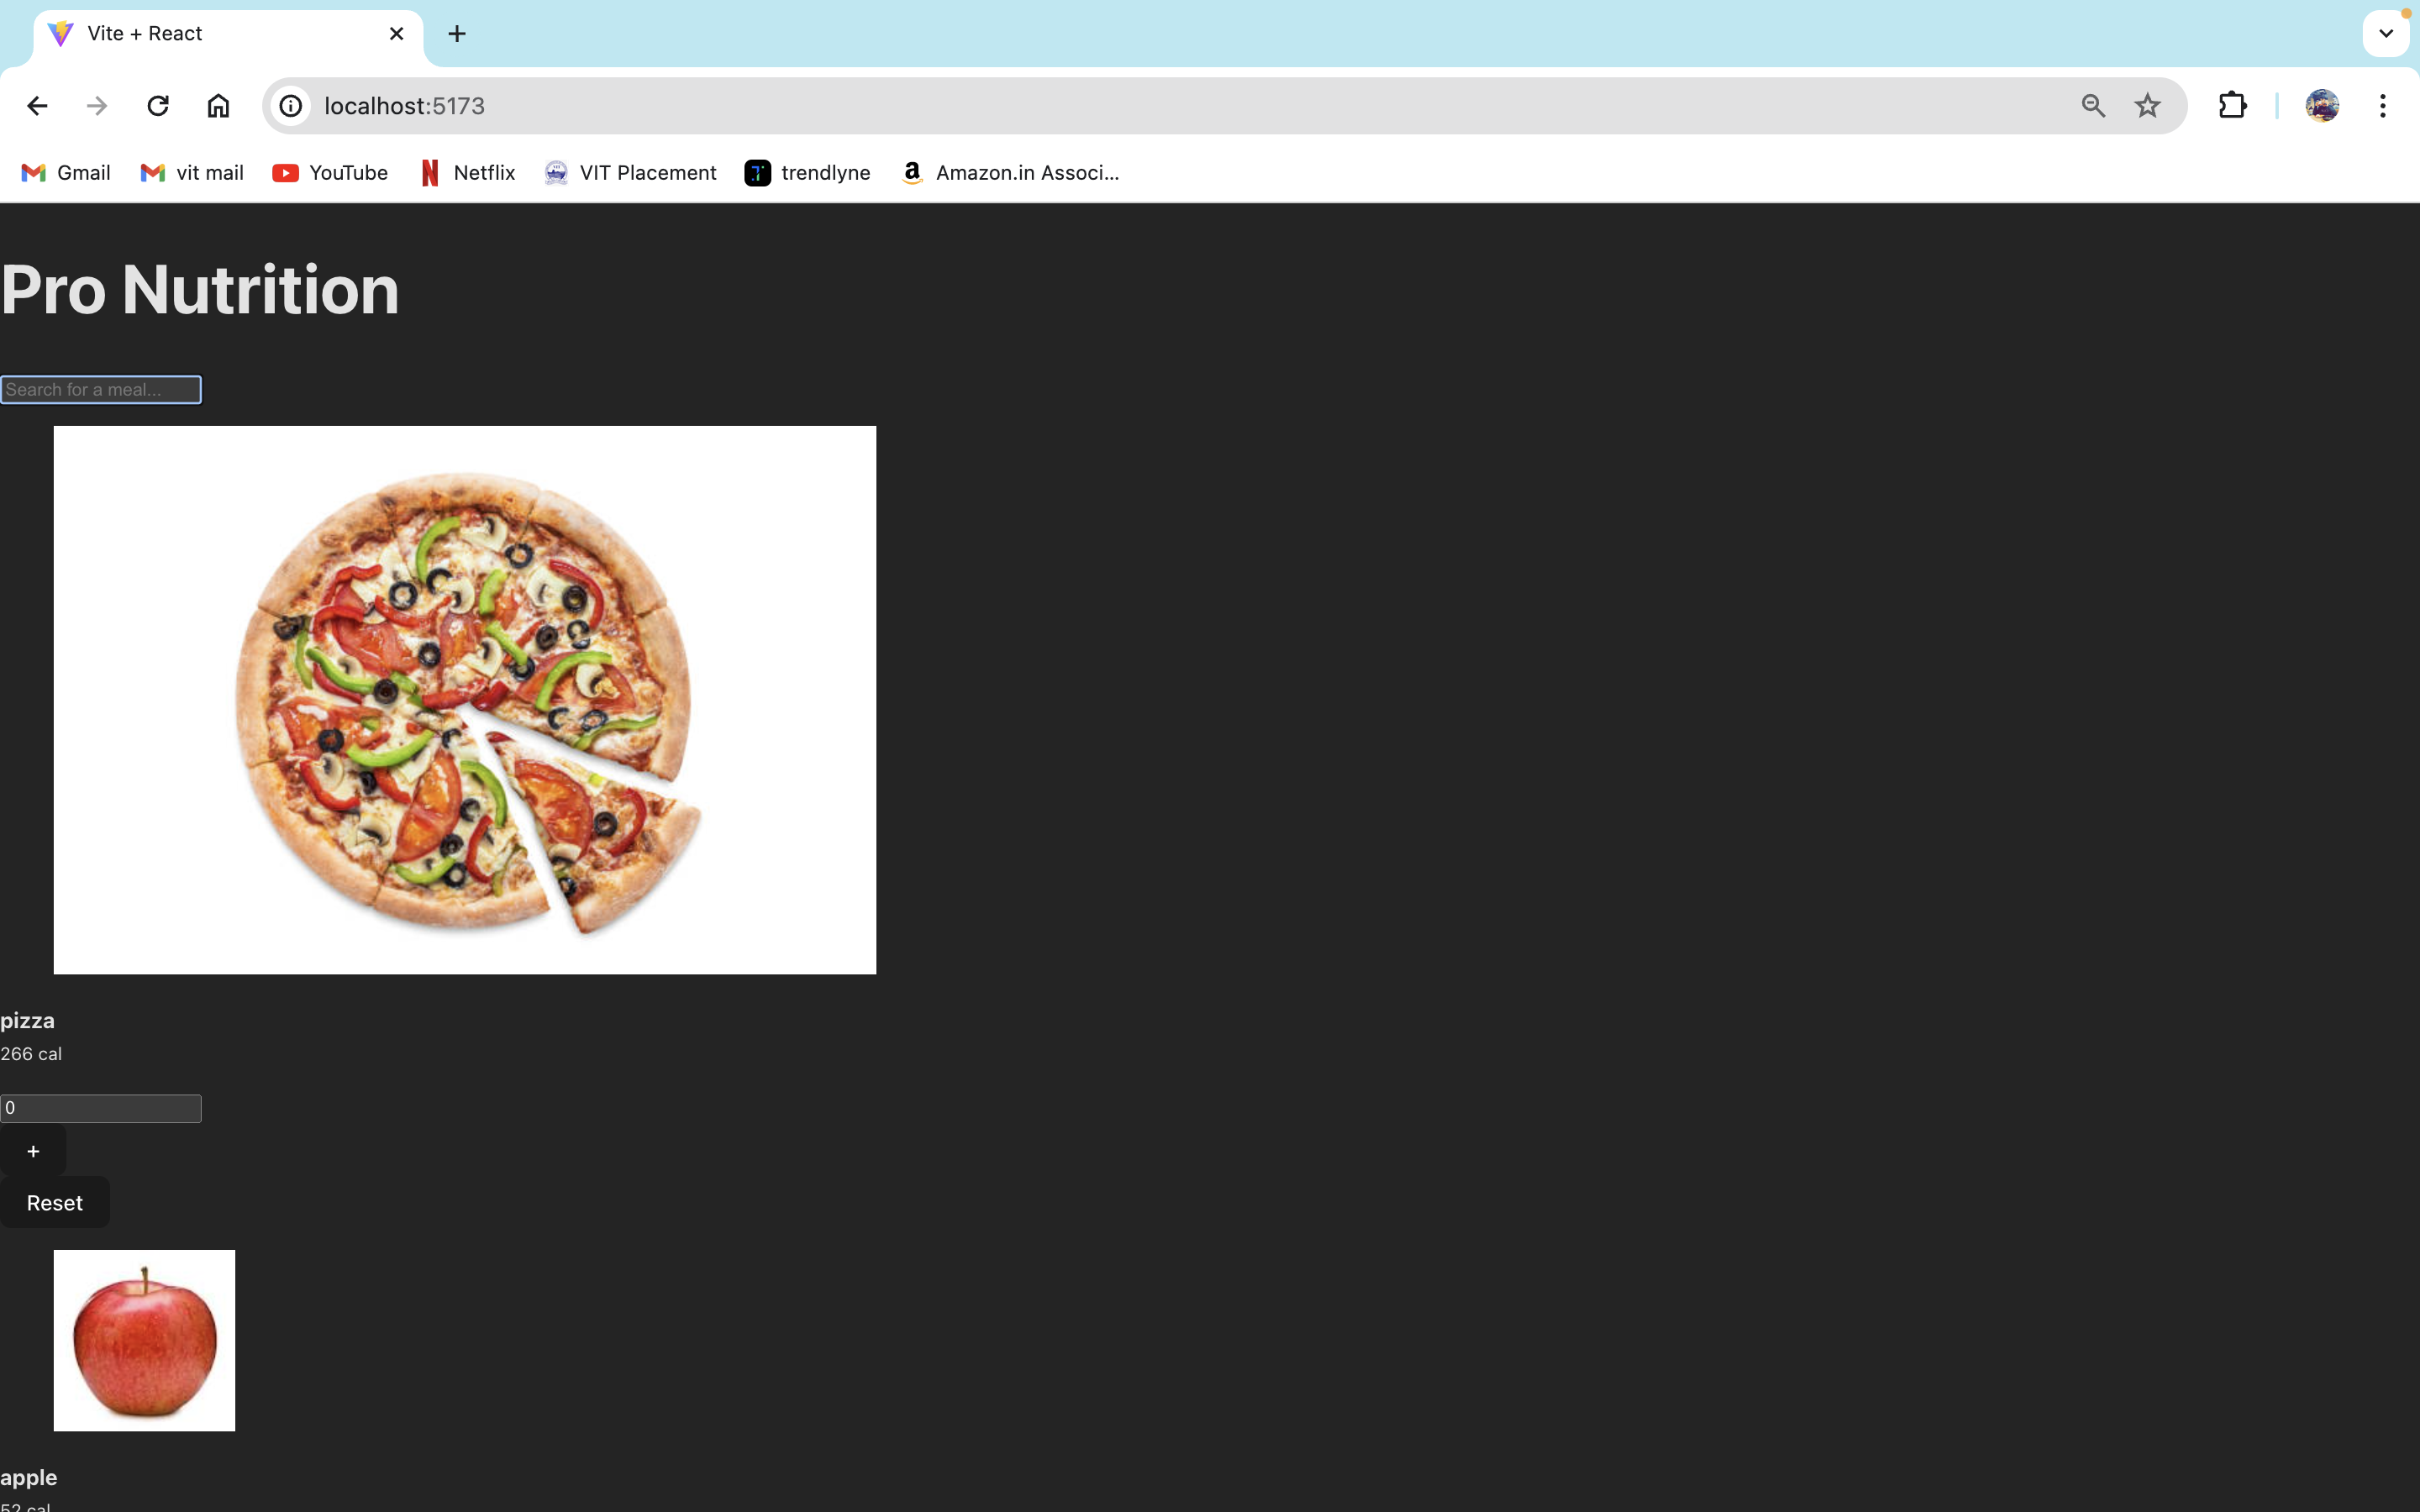 Vite + React
localhost:5173
Gmail vit mail YouTube Netflix VIT Placement trendlyne Amazon.in Associ...
Pro Nutrition
Search for a meal...
pizza
266 cal
0
+
Reset
apple
52 cal